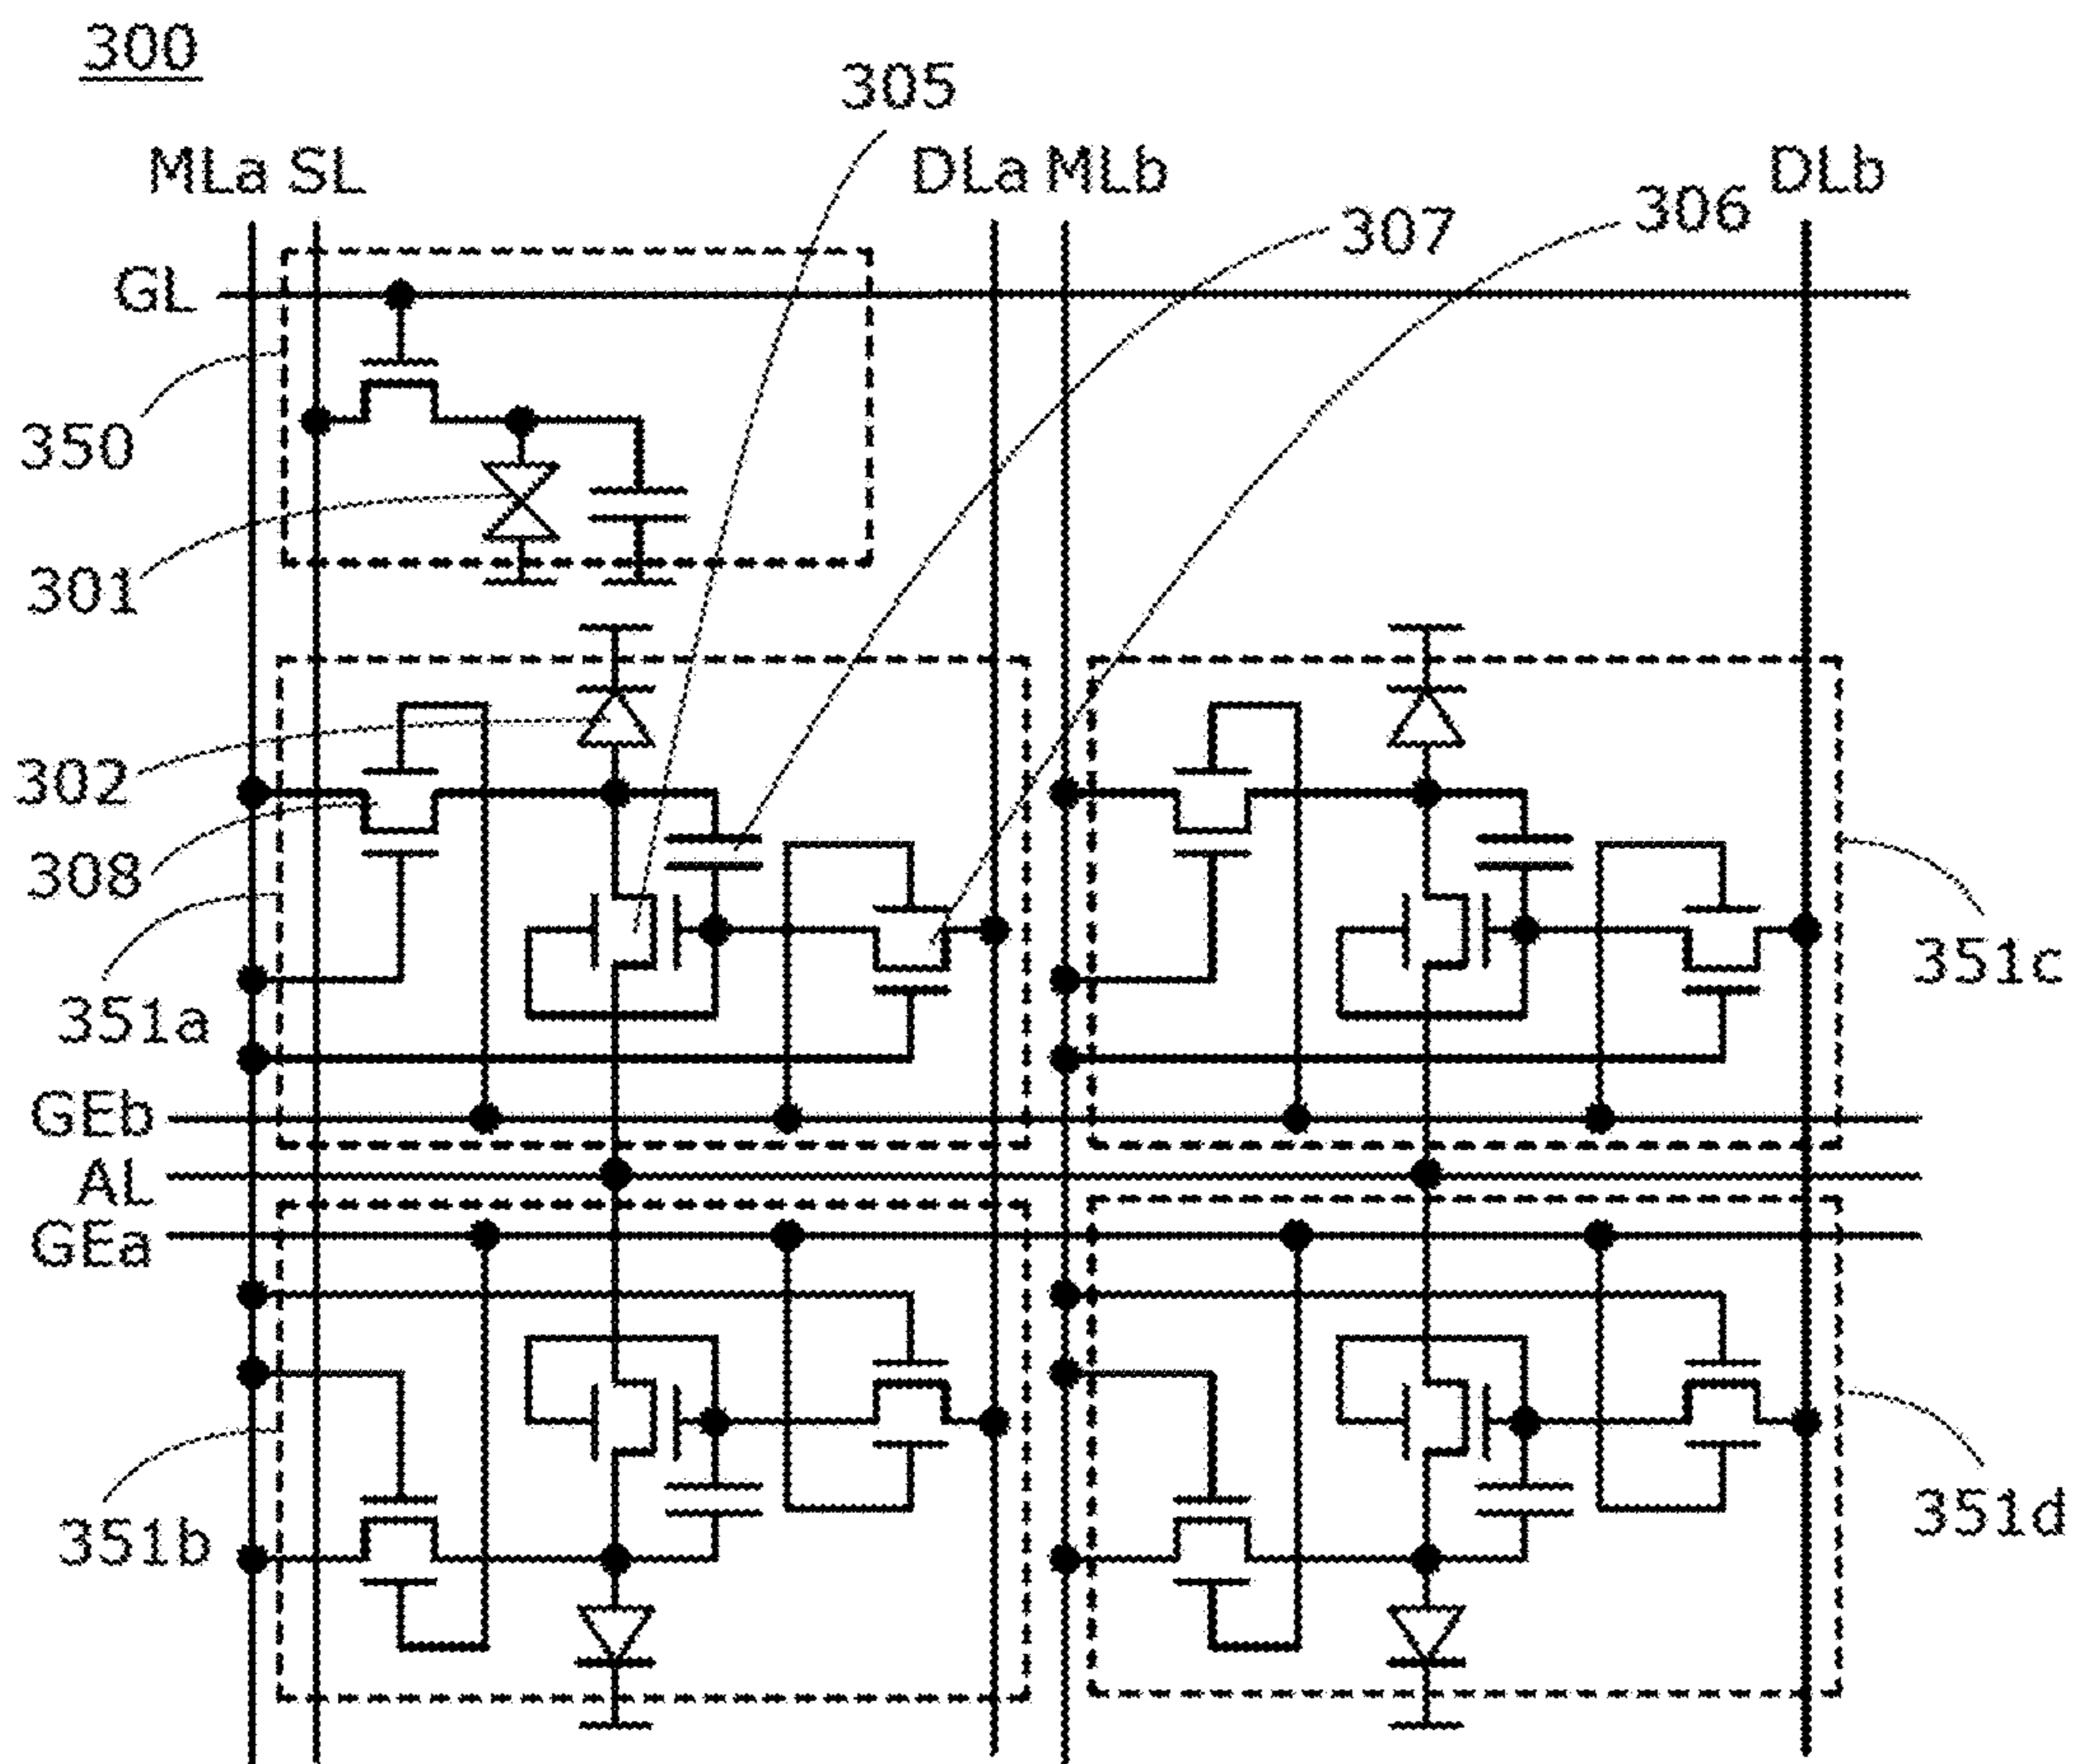 300
305
MLa SL DLa MLb DLb
307
306
GL
350
301
302
308
351c
351a
GEb
AL
GEa
351b
351d